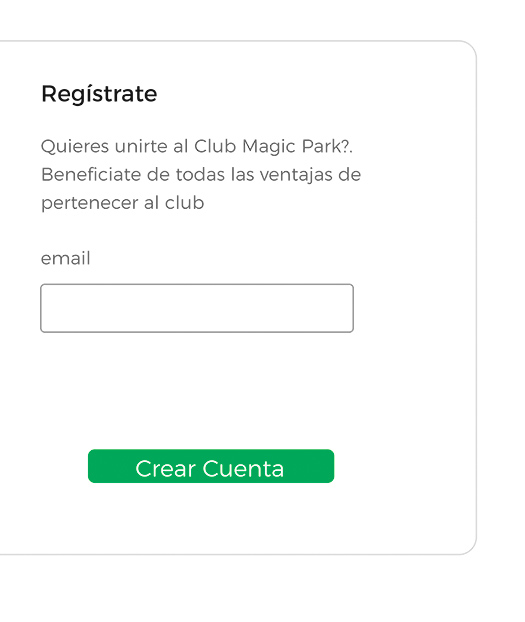 Regístrate
Quieres unirte al Club Magic Park?.
Beneficiate de todas las ventajas de
pertenecer al club
email
Crear Cuenta